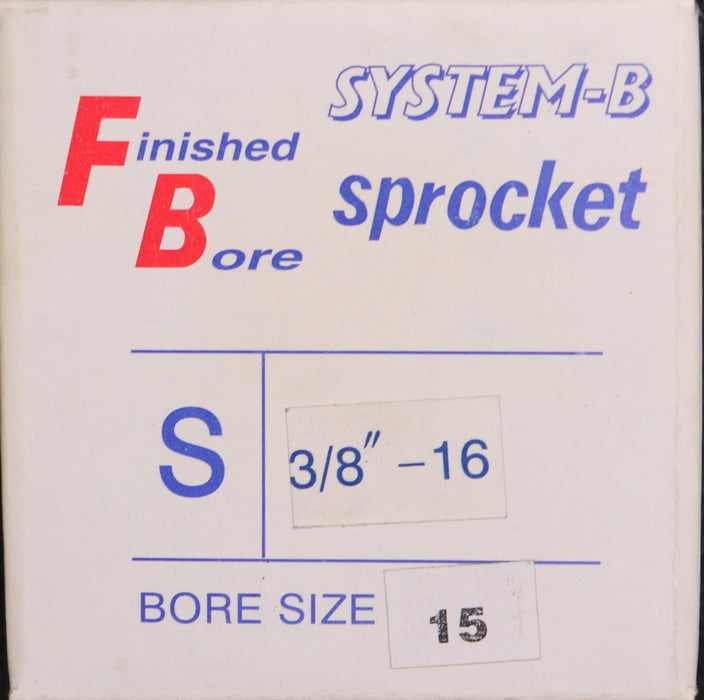 Finished
Bore
SYSTEM-B
sprocket
S
3/8" -16
BORE SIZE 15